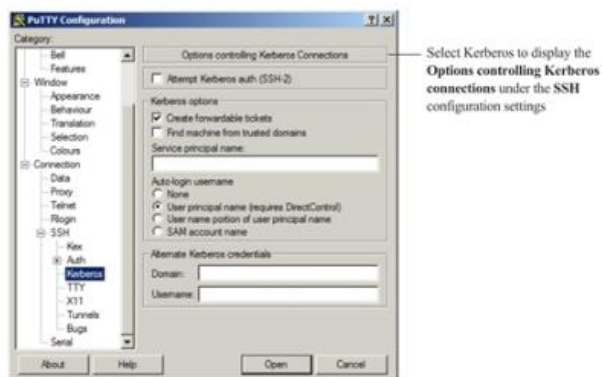 PuTTY Configuration
Category:
Bell
Features
Window
Appearance
Behaviour
Translation
Selection
Colours
Connection
Data
Proxy
Telnet
Rlogin
SSH
Kex
Auth
Kerberos
TTY
X11
Tunnels
Bugs
Serial
Options controlling Kerberos Connections
Attempt Kerberos auth (SSH-2)
Kerberos options
Create forwardable tickets
Find machine from trusted domains
Service principal name:
Auto-login username
None
User principal name (requires DirectControl)
User name portion of user principal name
SAM account name
Alternate Kerberos credentials
Domain:
Username:
About
Help
Open
Cancel
Select Kerberos to display the
Options controlling Kerberos
connections under the SSH
configuration settings